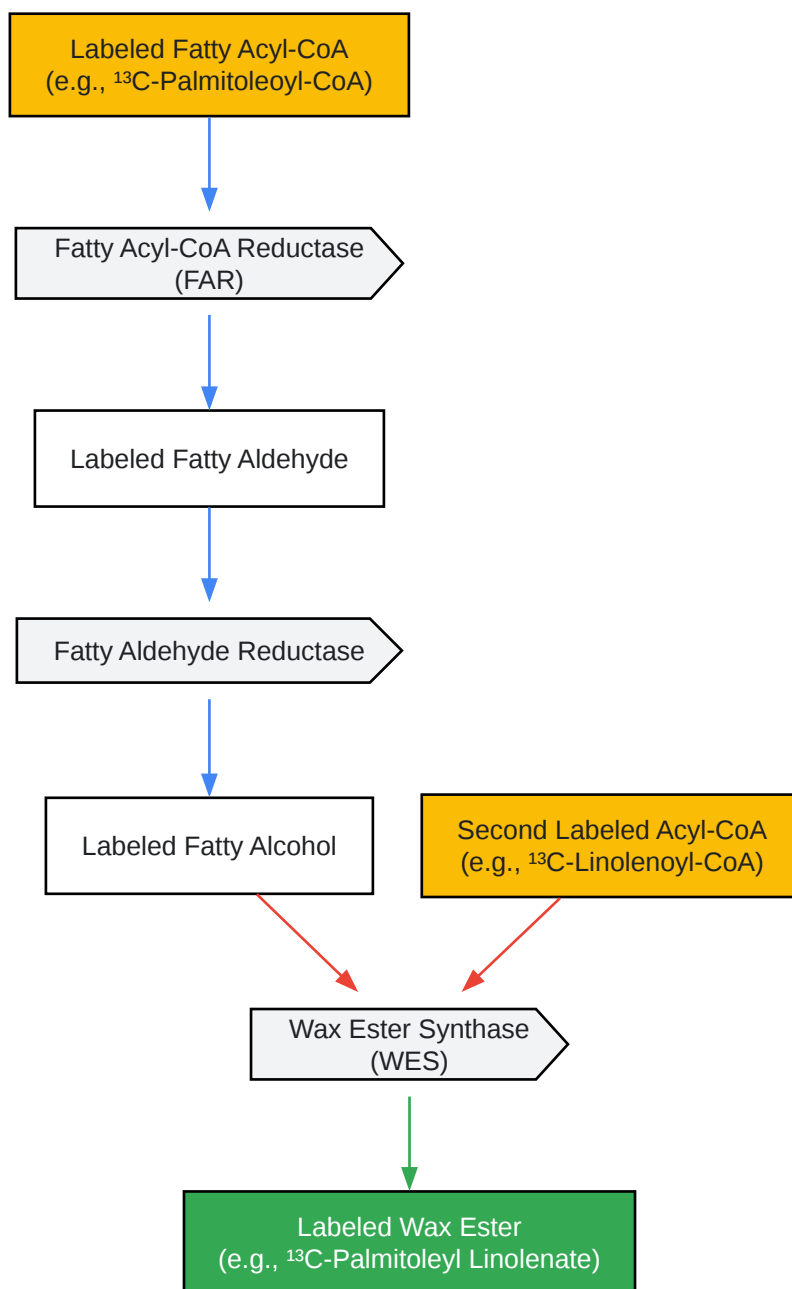 Labeled Fatty Acyl-CoA
(e.g., ¹³C-Palmitoleoyl-CoA)
Fatty Acyl-CoA Reductase
(FAR)
Labeled Fatty Aldehyde
Fatty Aldehyde Reductase
Labeled Fatty Alcohol
Second Labeled Acyl-CoA
(e.g., ¹³C-Linolenoyl-CoA)
Wax Ester Synthase
(WES)
Labeled Wax Ester
(e.g., ¹³C-Palmitoleyl Linolenate)